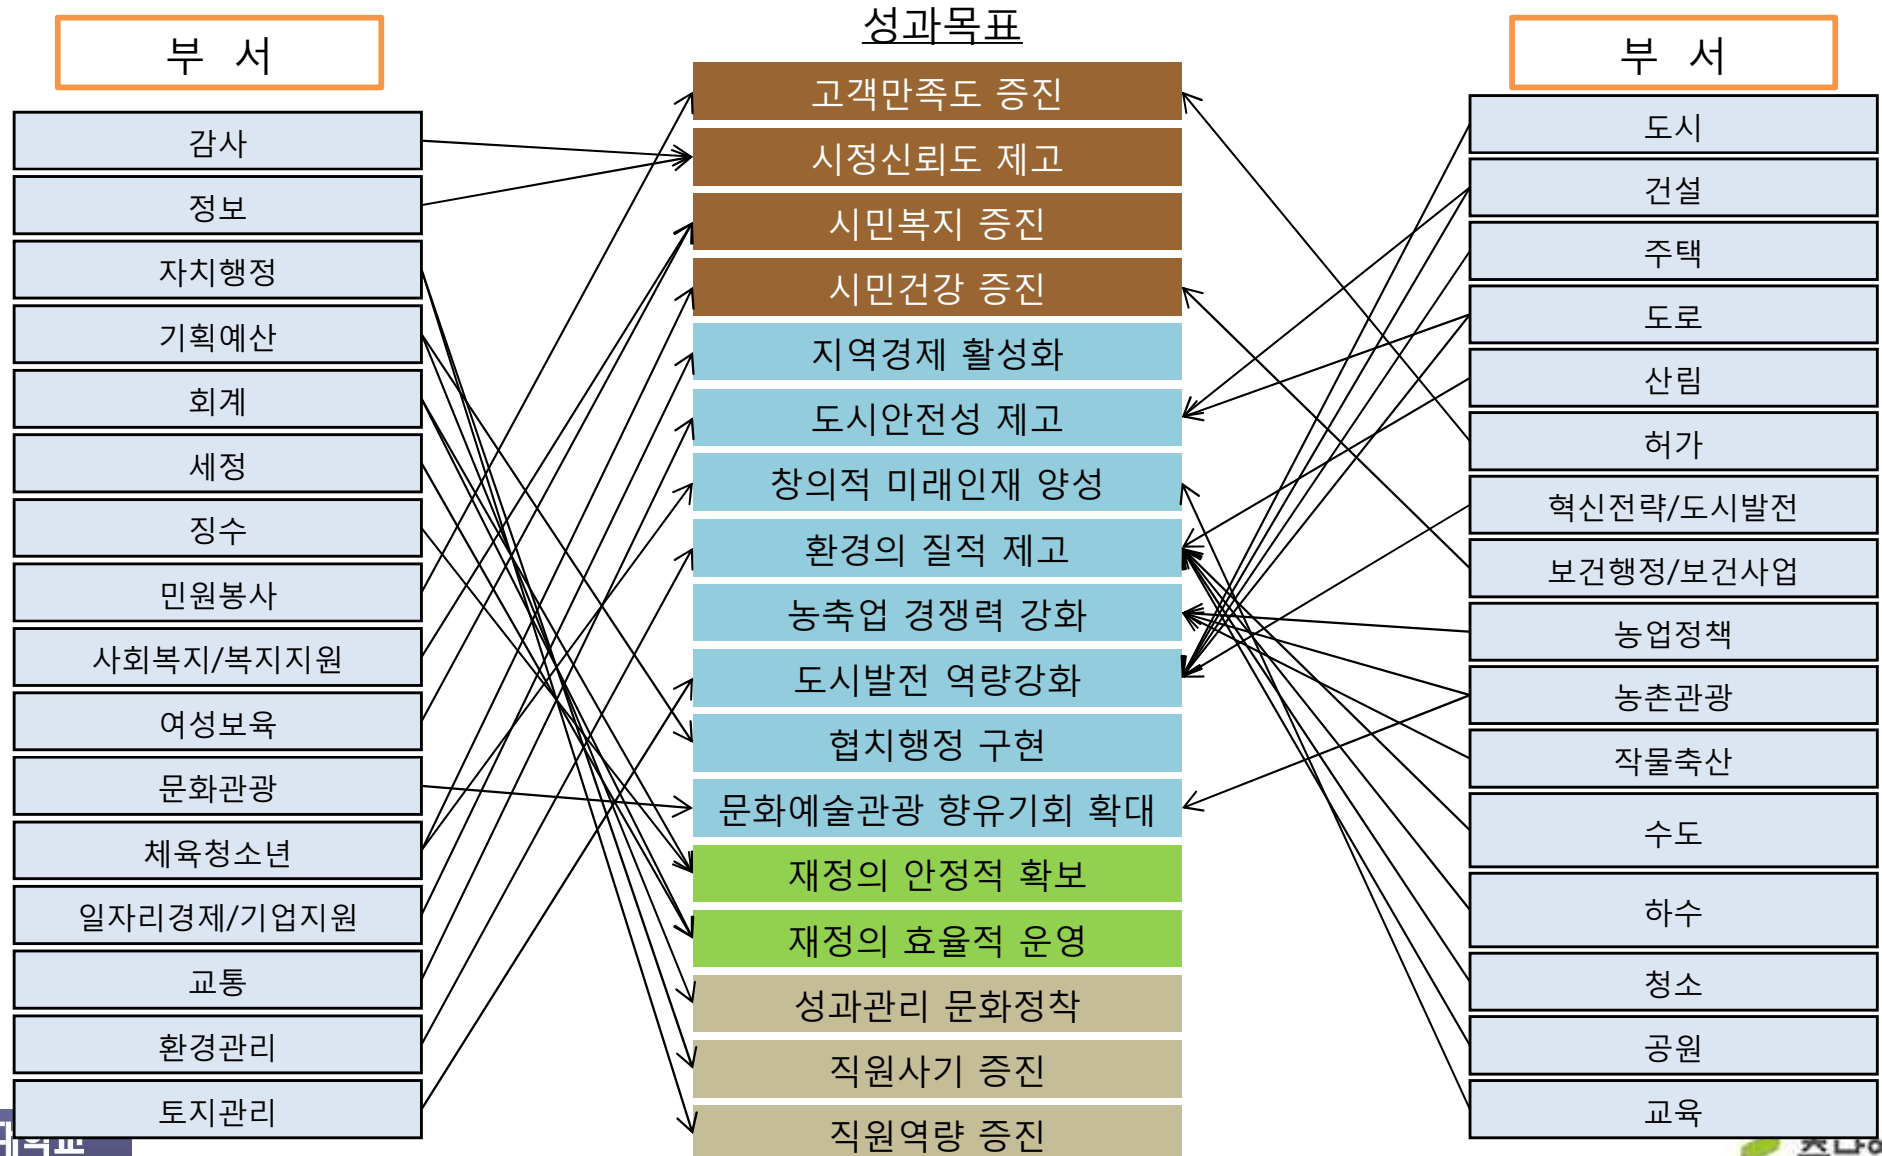 성과목표
부 서
감사
정보
자치행정
기획예산
회계
세정
징수
민원봉사
사회복지/복지지원
여성보육
문화관광
체육청소년
일자리경제/기업지원
교통
환경관리
토지관리
고객만족도 증진
시정신뢰도 제고
시민복지 증진
시민건강 증진
지역경제 활성화
도시안전성 제고
창의적 미래인재 양성
환경의 질적 제고
농축업 경쟁력 강화
도시발전 역량강화
협치행정 구현
문화예술관광 향유기회 확대
재정의 안정적 확보
재정의 효율적 운영
성과관리 문화정착
직원사기 증진
직원역량 증진
부 서
도시
건설
주택
도로
산림
허가
혁신전략/도시발전
보건행정/보건사업
농업정책
농촌관광
작물축산
수도
하수
청소
공원
교육